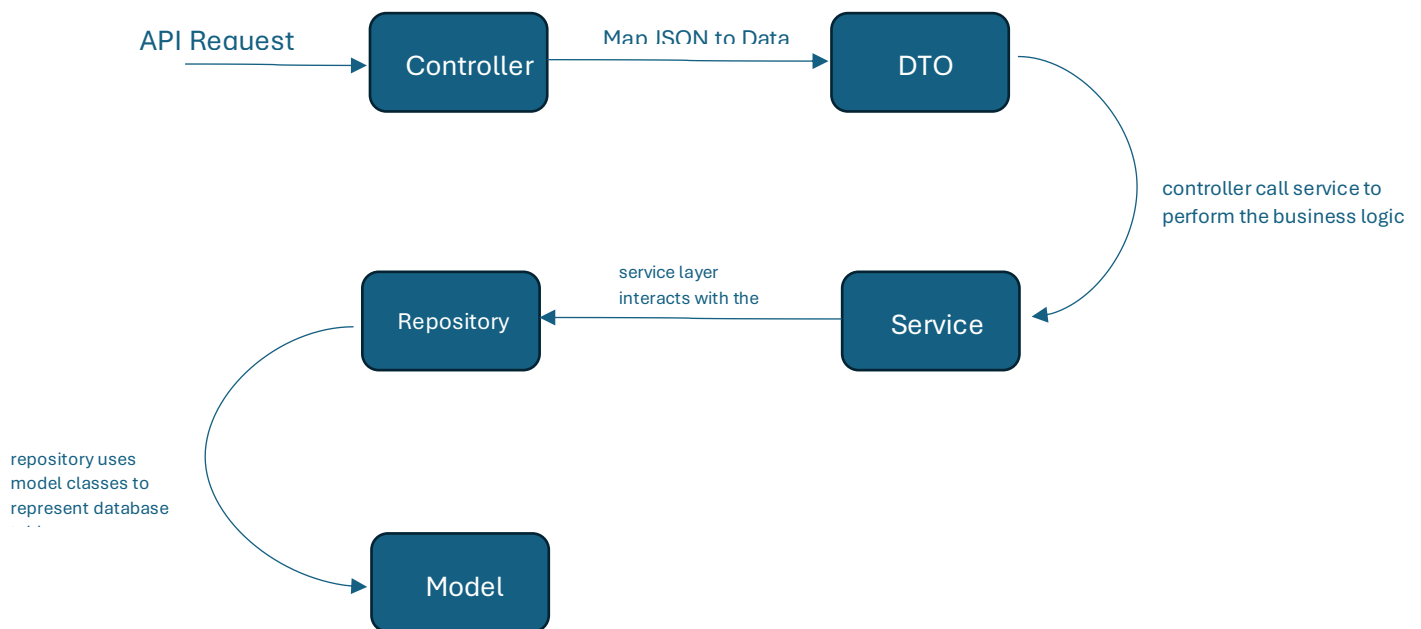 API Request
Controller
Map JSON to Data
DTO
controller call service to
perform the business logic
service layer
interacts with the
Repository
Service
repository uses
model classes to
represent database
Model